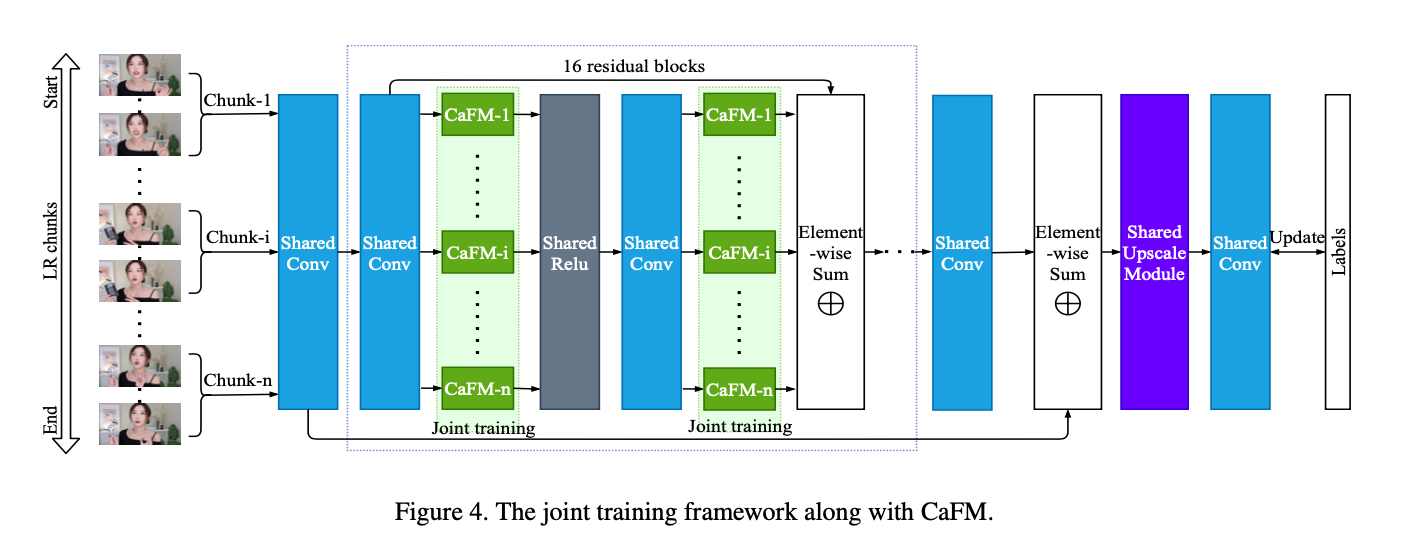 Start
LR chunks
End
Chunk-1
Chunk-i
Chunk-n
Shared
Conv
16 residual blocks
Shared
Conv
CaFM-1
CaFM-i
CaFM-n
Joint training
Shared
Relu
Shared
Conv
CaFM-1
CaFM-i
CaFM-n
Joint training
Element
-wise
Sum
Shared
Conv
Element
-wise
Sum
Shared
Upscale
Module
Shared
Conv
Update
Labels
Figure 4. The joint training framework along with CaFM.